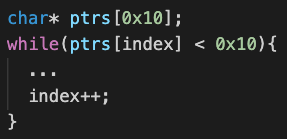 char* ptrs[0x10];
while(ptrs[index] < 0x10){
...
index++;
}